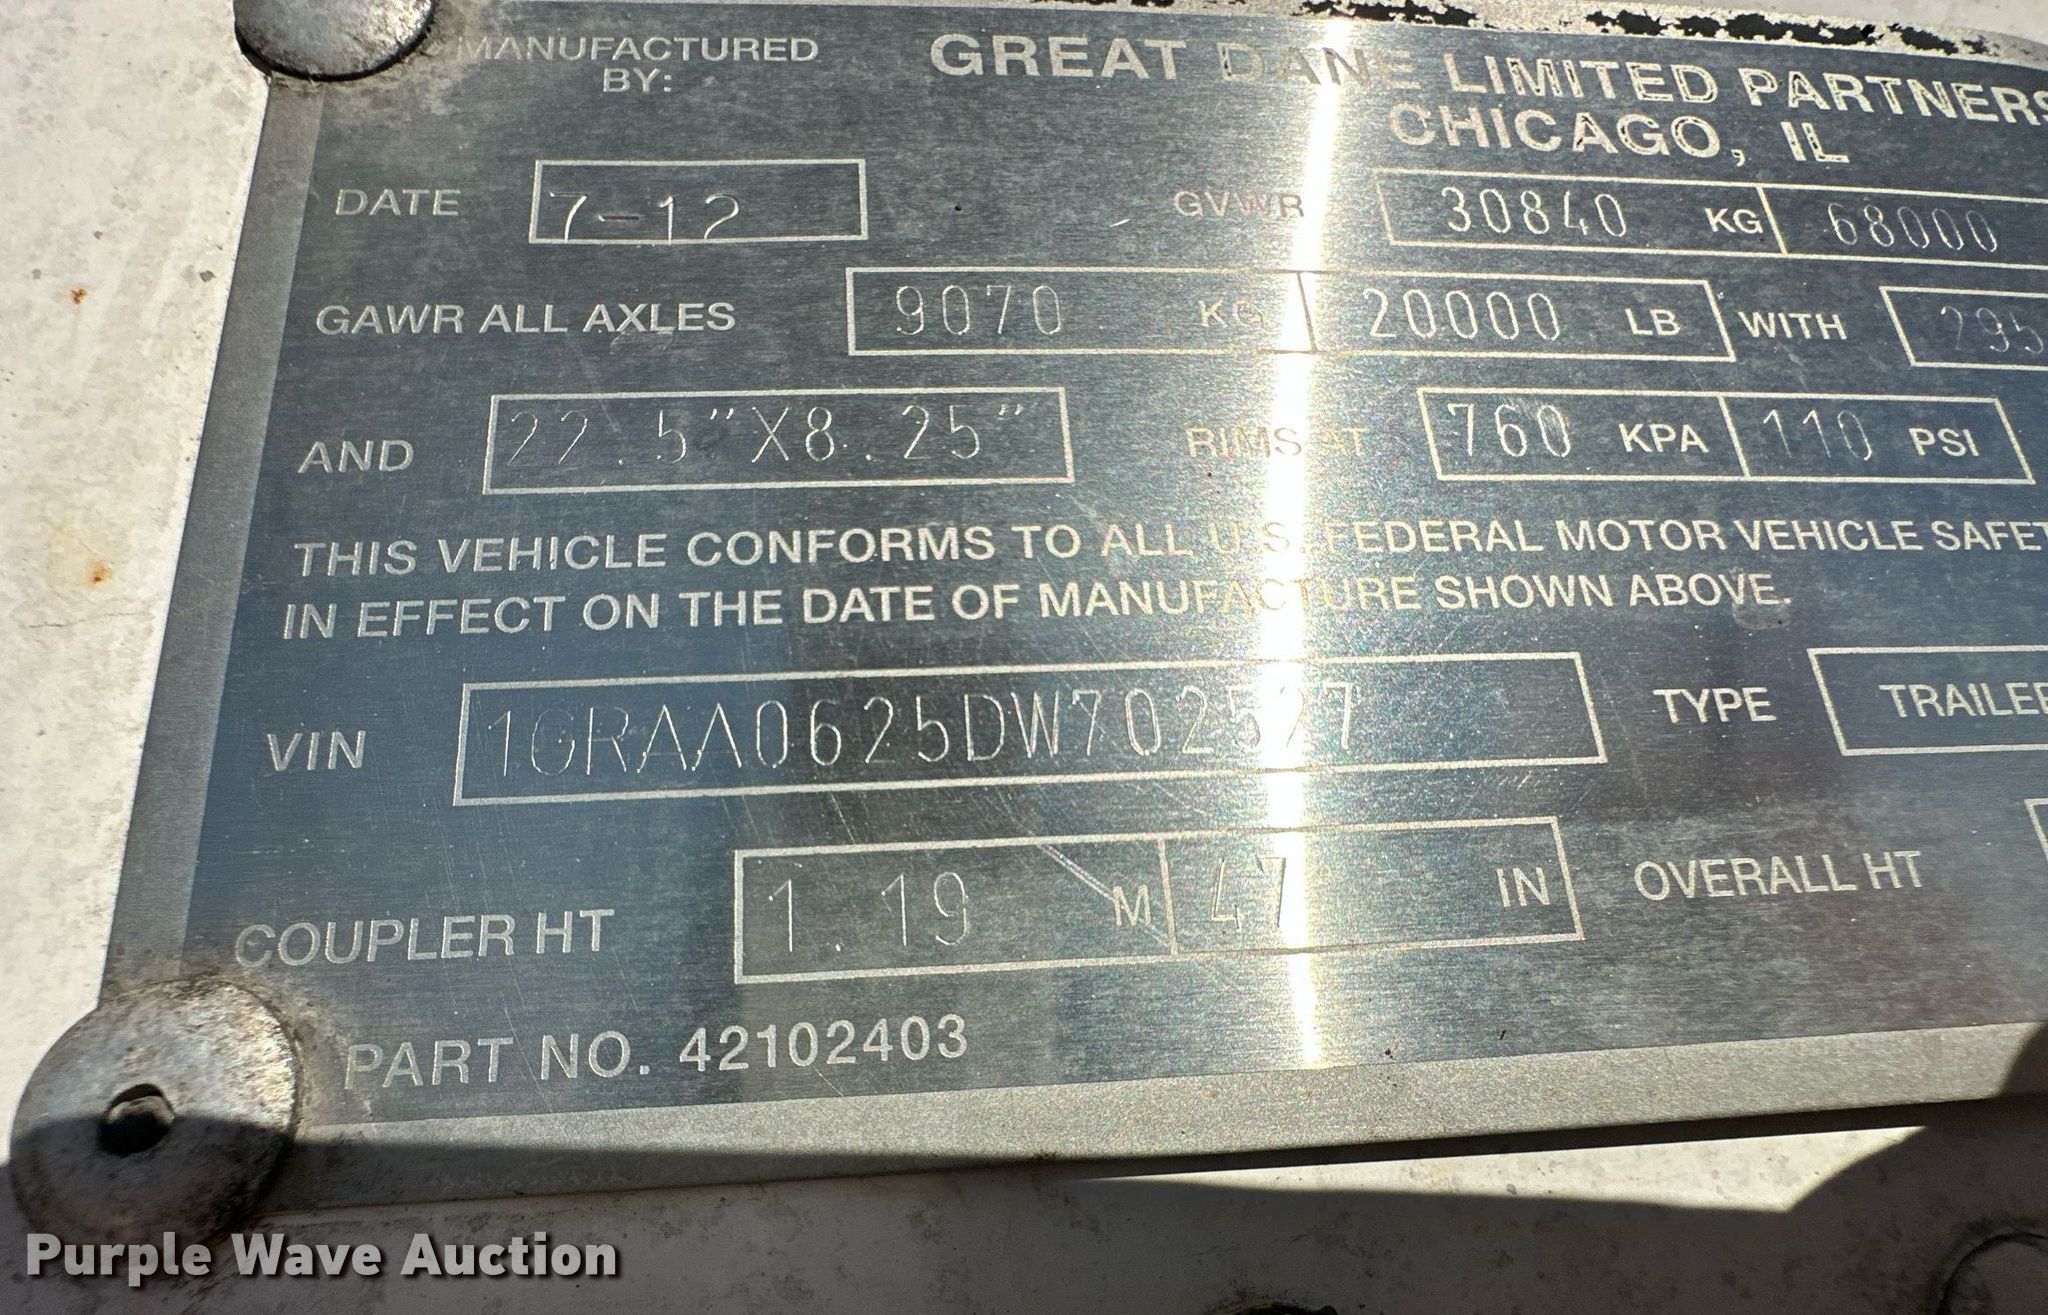 MANUFACTURED BY: GREAT DANE LIMITED PARTNERS
CHICAGO, IL
DATE 7-12 GVWR 30840 KG 68000
GAWR ALL AXLES 9070 KG 20000 LB WITH 295
AND 22.5"X8.25" RIMS AT 760 KPA 110 PSI
THIS VEHICLE CONFORMS TO ALL U.S. FEDERAL MOTOR VEHICLE SAFET
IN EFFECT ON THE DATE OF MANUFACTURE SHOWN ABOVE.
VIN 1GRAA0625DW702527 TYPE TRAILER
COUPLER HT 1.19 M 47 IN OVERALL HT
PART NO. 42102403
Purple Wave Auction